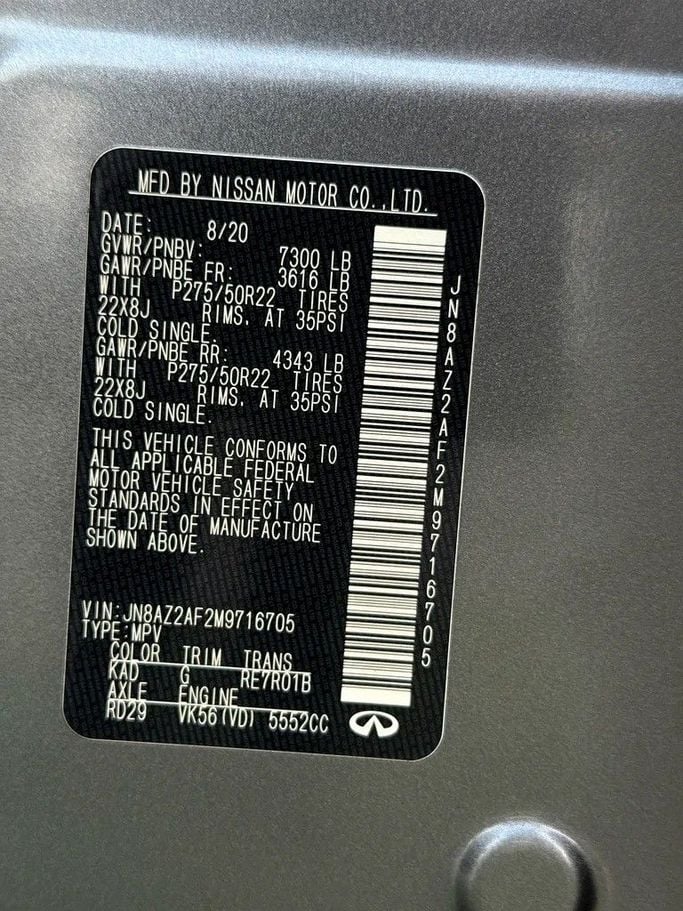 MFD BY NISSAN MOTOR CO.,LTD.
DATE: 8/20
GVWR/PNBV: 7300 LB
GAWR/PNBE FR: 3616 LB
WITH P275/50R22 TIRES
22X8J RIMS, AT 35PSI
COLD SINGLE.
GAWR/PNBE RR: 4343 LB
WITH P275/50R22 TIRES
22X8J RIMS, AT 35PSI
COLD SINGLE.
THIS VEHICLE CONFORMS TO
ALL APPLICABLE FEDERAL
MOTOR VEHICLE SAFETY
STANDARDS IN EFFECT ON
THE DATE OF MANUFACTURE
SHOWN ABOVE.
VIN:JN8AZ2AF2M9716705
TYPE:MPV
COLOR TRIM TRANS
KAD G RE7R01B
AXLE ENGINE
RD29 VK56(VD) 5552CC
JN8AZ2AF2M9716705